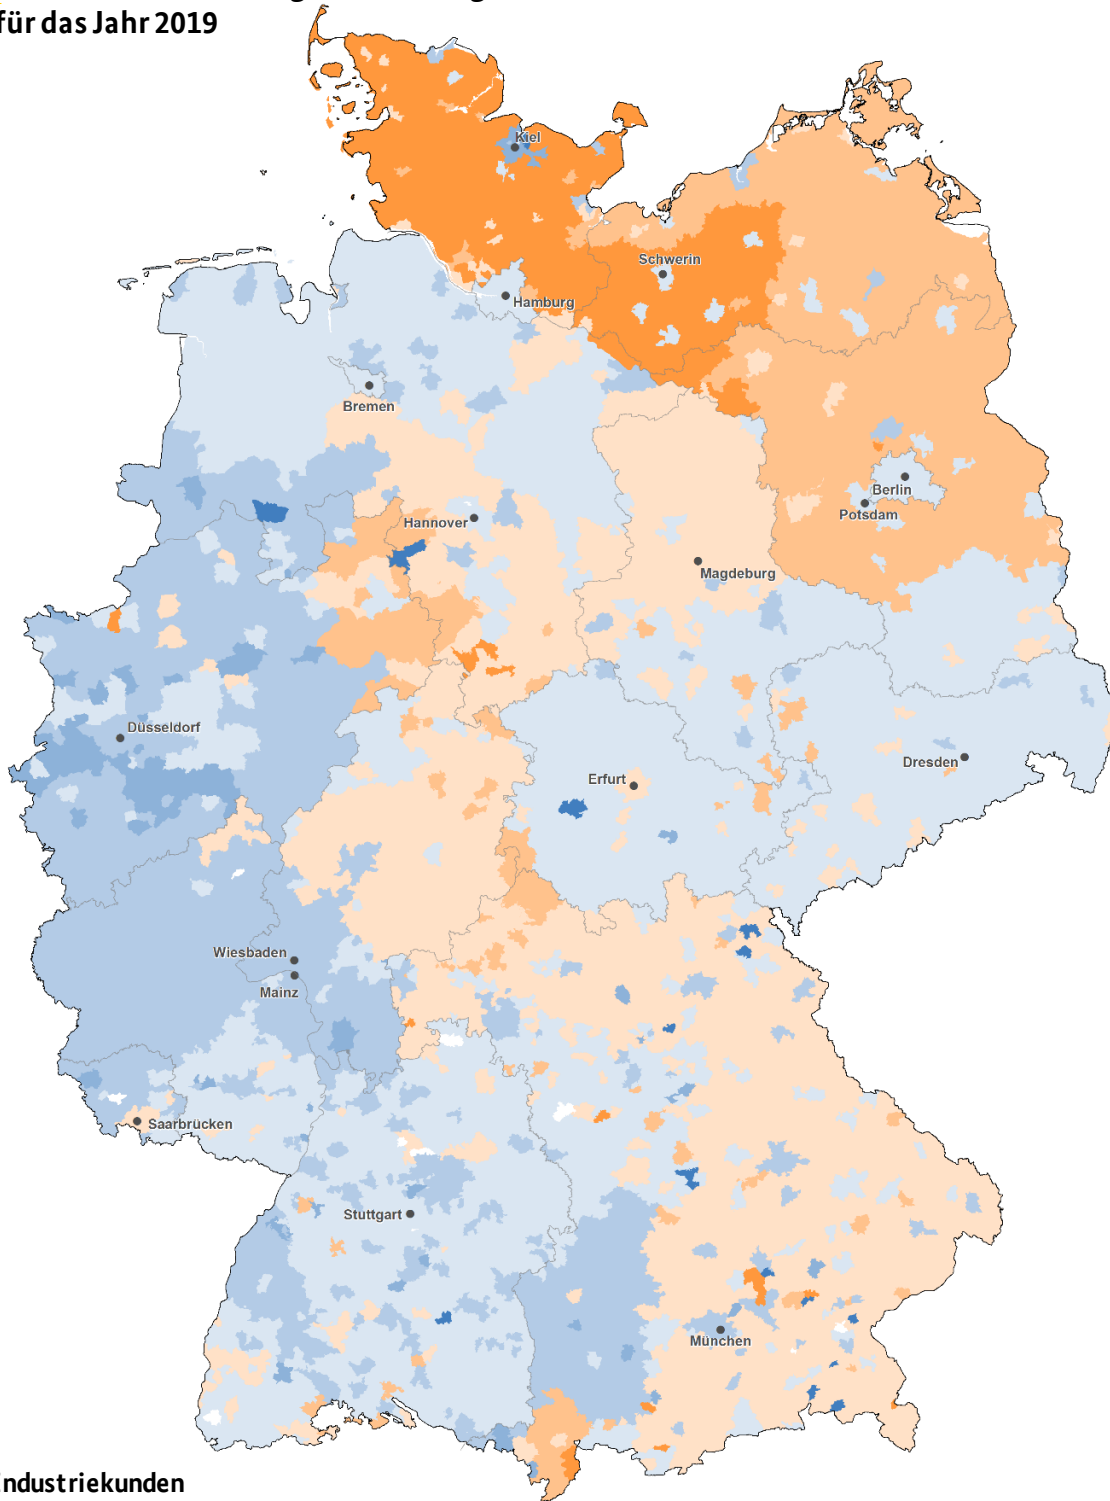 für das Jahr 2019
Kiel
Schwerin
Hamburg
Bremen
Berlin
Potsdam
Hannover
Magdeburg
Düsseldorf
Erfurt
Dresden
Wiesbaden
Mainz
Saarbrücken
Stuttgart
München
ndustriekunden